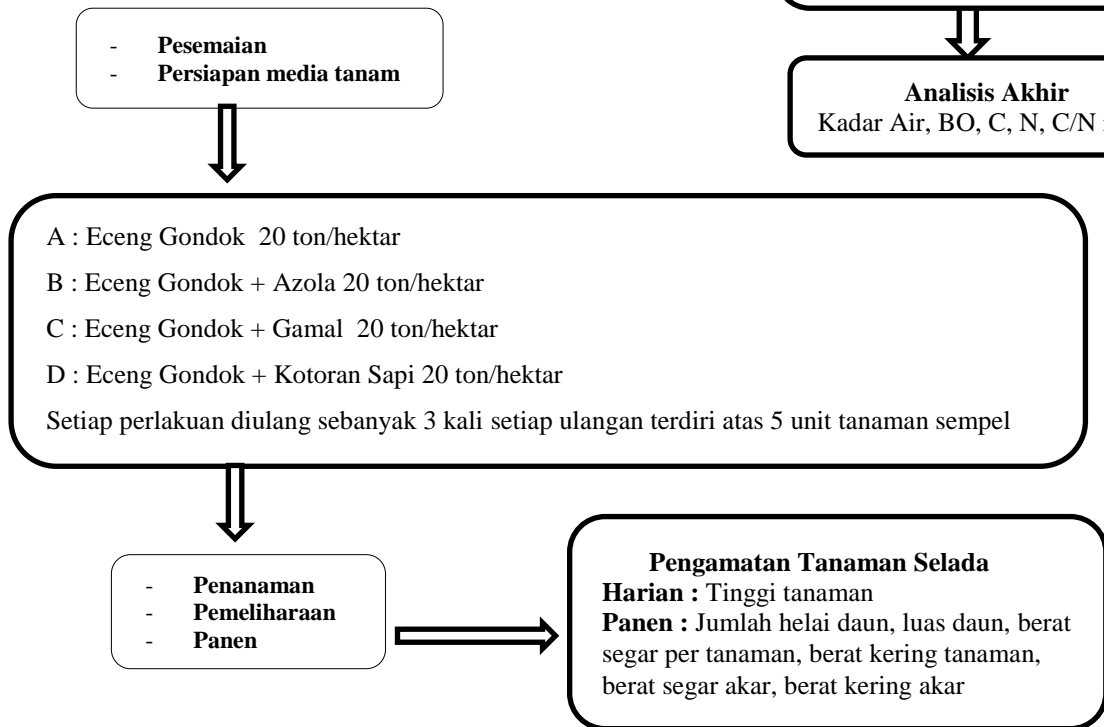 - Pesemaian
- Persiapan media tanam
Analisis Akhir
Kadar Air, BO, C, N, C/N
A : Eceng Gondok 20 ton/hektar
B : Eceng Gondok + Azola 20 ton/hektar
C : Eceng Gondok + Gamal 20 ton/hektar
D : Eceng Gondok + Kotoran Sapi 20 ton/hektar
Setiap perlakuan diulang sebanyak 3 kali setiap ulangan terdiri atas 5 unit tanaman sempel
- Penanaman
- Pemeliharaan
- Panen
Pengamatan Tanaman Selada
Harian : Tinggi tanaman
Panen : Jumlah helai daun, luas daun, berat
segar per tanaman, berat kering tanaman,
berat segar akar, berat kering akar